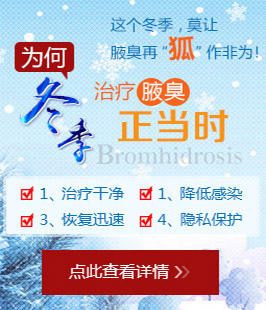 这个冬季，莫让
腋臭再“狐”作非为！
为何
冬季
治疗腋臭
正当时
Bromhidrosis
1、治疗干净 1、降低感染
3、恢复迅速 4、隐私保护
点此查看详情 >>